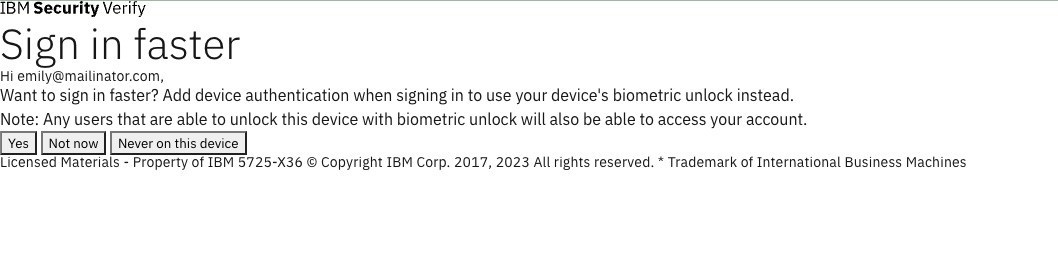 IBM Security Verify
Sign in faster
Hi emily@mailinator.com,
Want to sign in faster? Add device authentication when signing in to use your device's biometric unlock instead.
Note: Any users that are able to unlock this device with biometric unlock will also be able to access your account.
Yes Not now Never on this device
Licensed Materials - Property of IBM 5725-X36 © Copyright IBM Corp. 2017, 2023 All rights reserved. * Trademark of International Business Machines